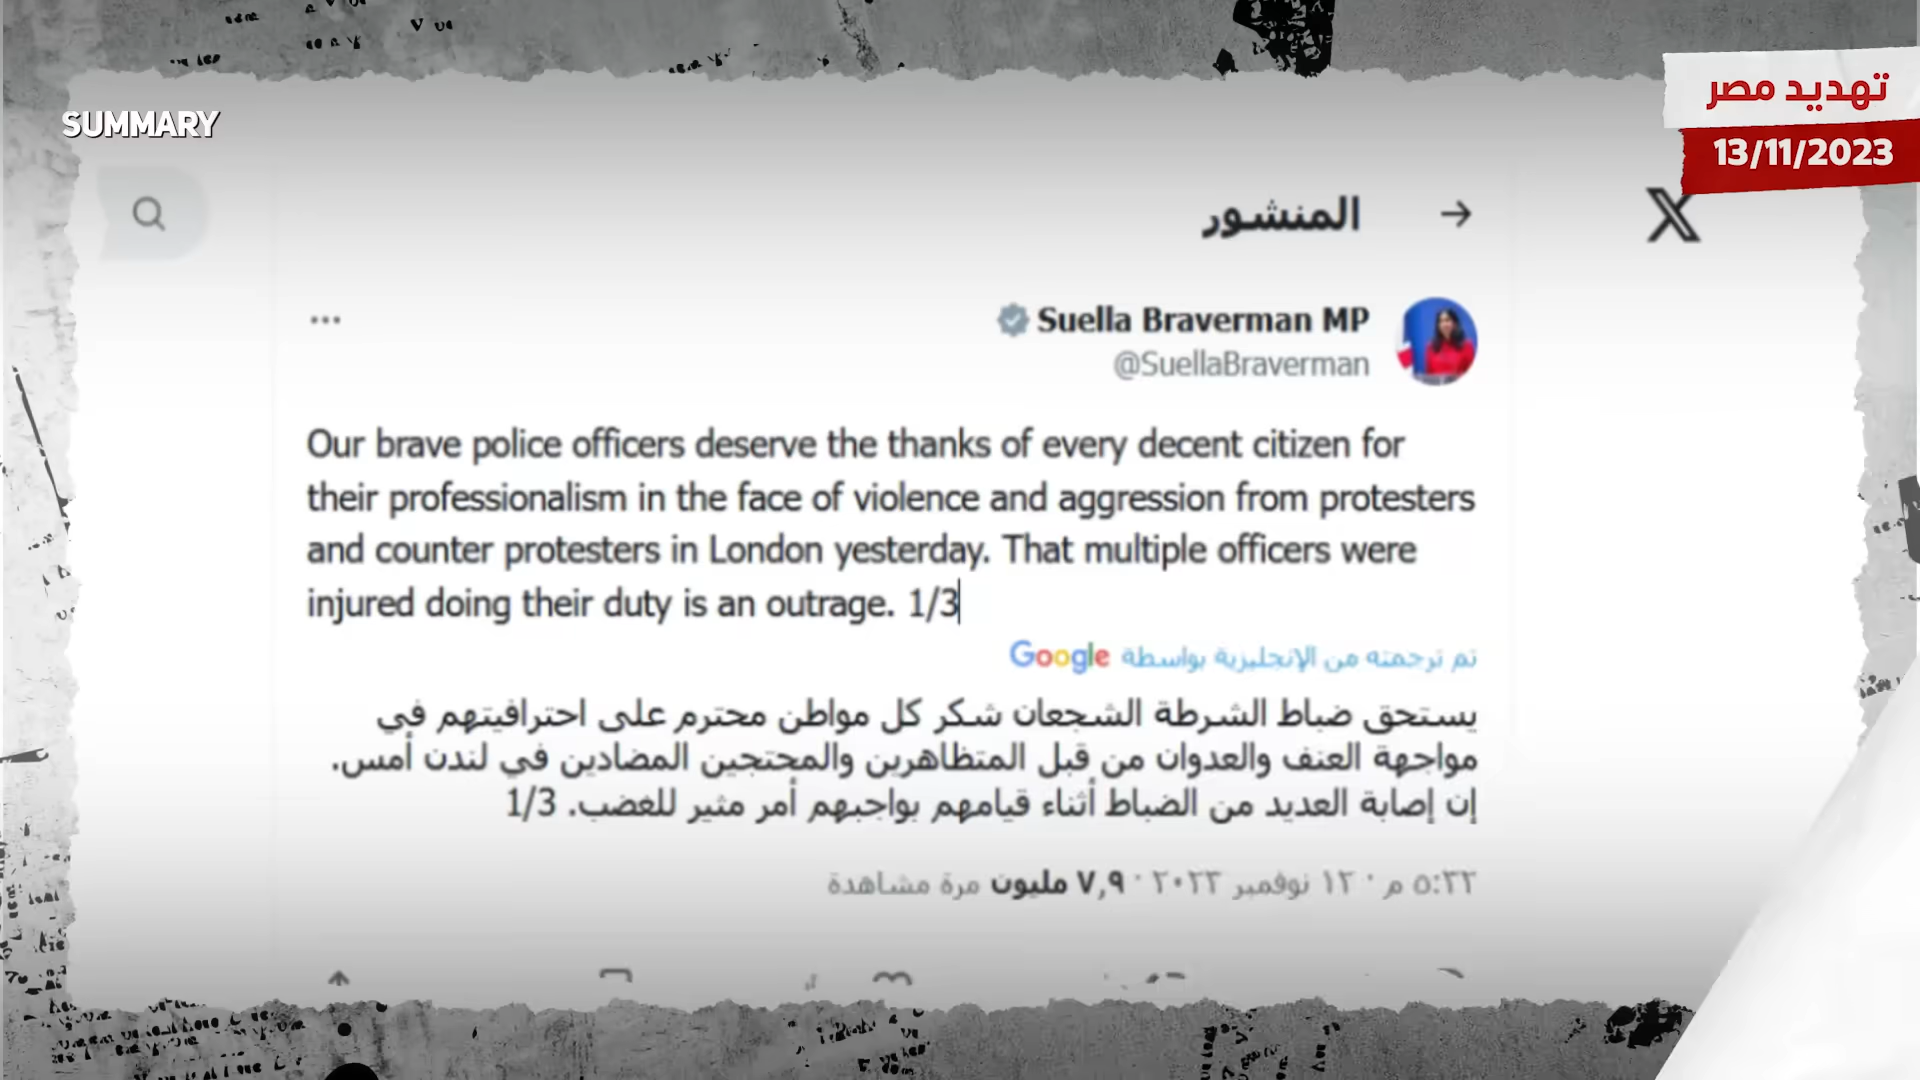 SUMMARY
تهديد مصر
13/11/2023
المنشور
Suella Braverman MP
@SuellaBraverman
Our brave police officers deserve the thanks of every decent citizen for
their professionalism in the face of violence and aggression from protesters
and counter protesters in London yesterday. That multiple officers were
injured doing their duty is an outrage. 1/3
تم ترجمته من الإنجليزية بواسطة Google
يستحق ضباط الشرطة الشجعان شكر كل مواطن محترم على احترافيتهم في
مواجهة العنف والعدوان من قبل المتظاهرين والمحتجين المضادين في لندن أمس.
إن إصابة العديد من الضباط أثناء قيامهم بواجبهم أمر مثير للغضب. 1/3
٥:٢٢ م · ١٢ نوفمبر ٢٠٢٣ · ٧,٩ مليون مرة مشاهدة